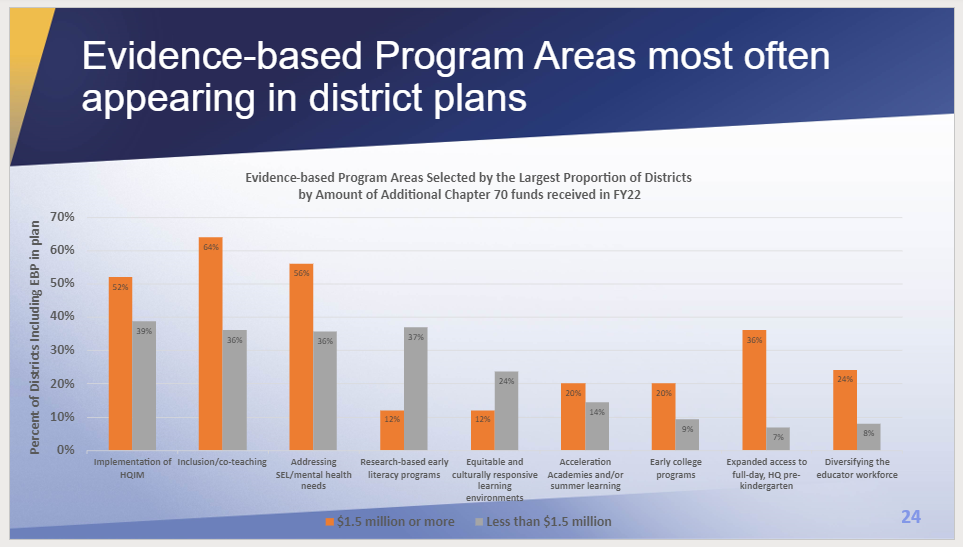 Evidence-based Program Areas most often
appearing in district plans
Evidence-based Program Areas Selected by the Largest Proportion of Districts
by Amount of Additional Chapter 70 funds received in FY22
Percent of Districts Including EBP in plan
70%
60%
50%
40%
30%
20%
10%
0%
52%
39%
64%
36%
56%
36%
12%
37%
12%
24%
20%
14%
20%
9%
36%
7%
24%
8%
Implementation of
HQIM
Inclusion/co-teaching
Addressing
SEL/mental health
needs
Research-based early
literacy programs
Equitable and
culturally responsive
learning
environments
Acceleration
Academies and/or
summer learning
Early college
programs
Expanded access to
full-day, HQ pre-
kindergarten
Diversifying the
educator workforce
$1.5 million or more
Less than $1.5 million
24